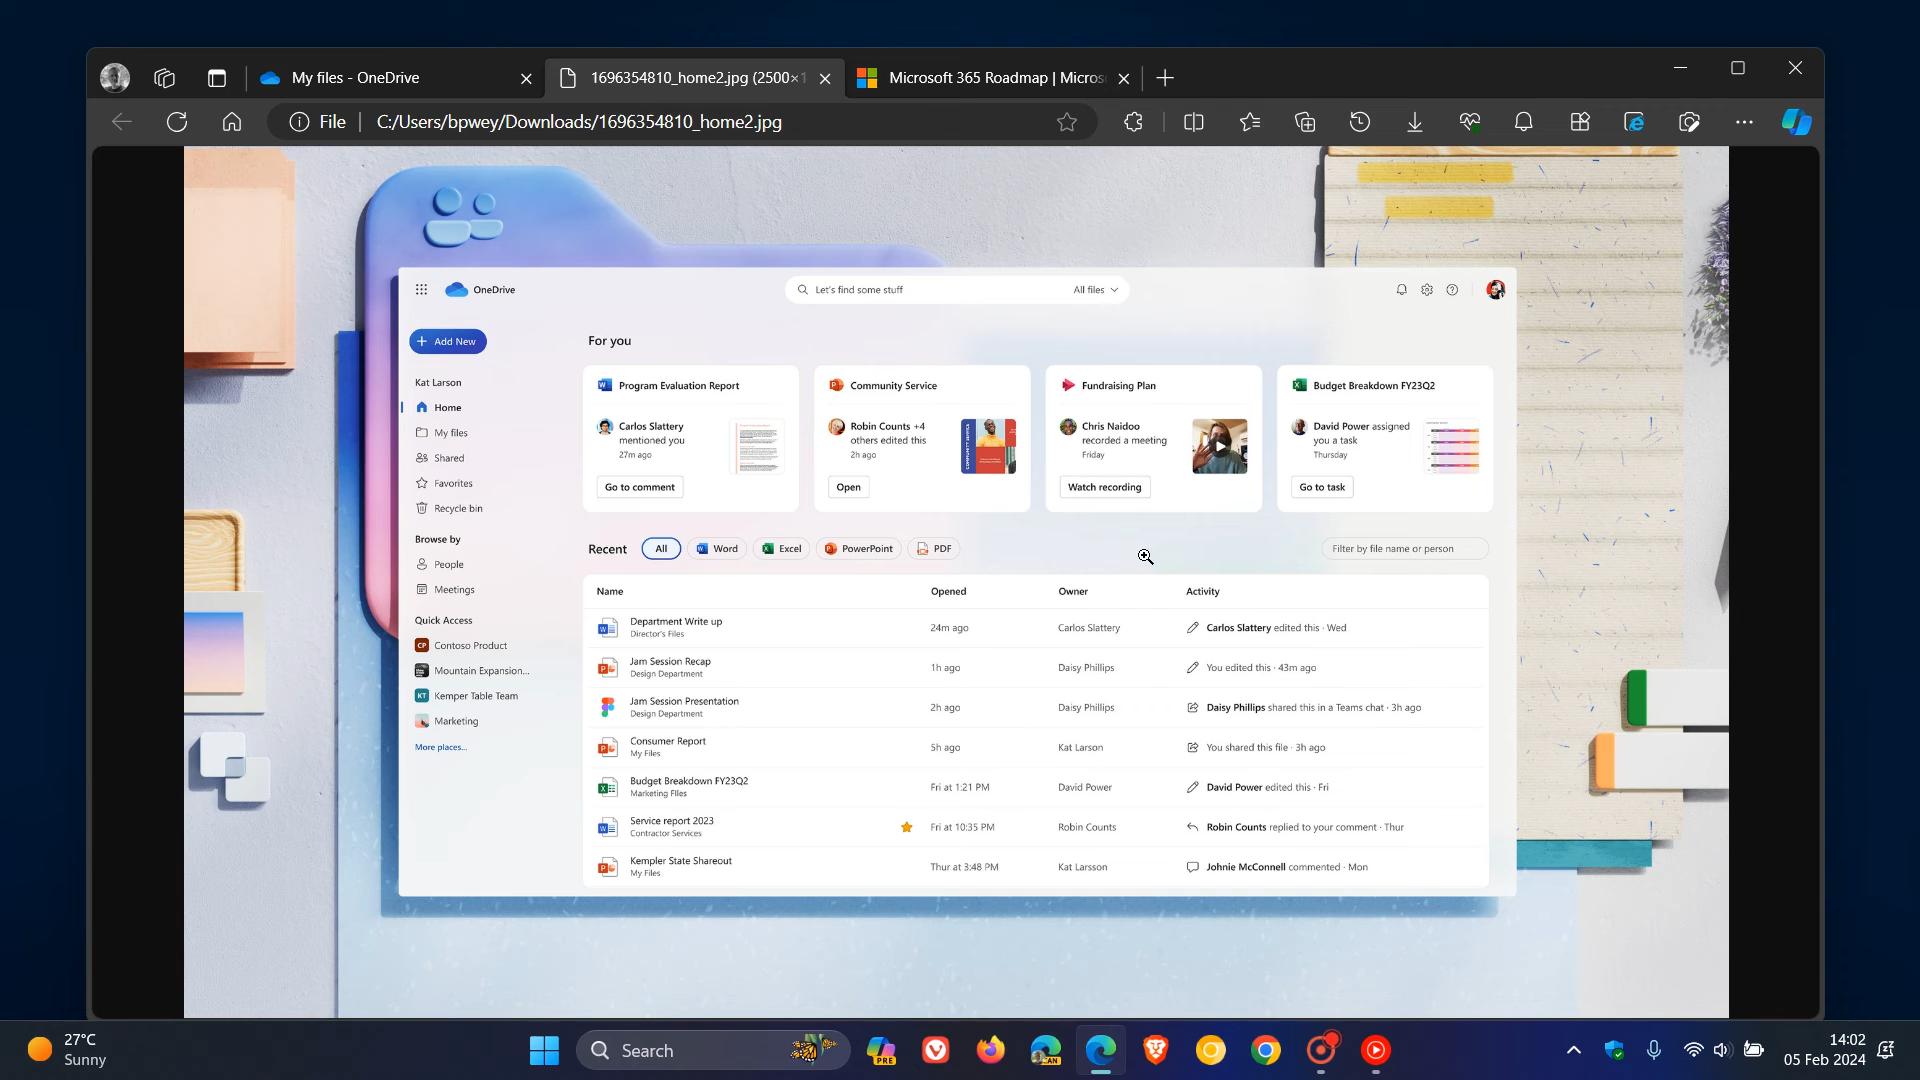 My files - OneDrive
1696354810_home2.jpg (2500×1
Microsoft 365 Roadmap | Micros
File
C:/Users/bpwey/Downloads/1696354810_home2.jpg
OneDrive
Let's find some stuff
All files
Add New
Kat Larson
Home
My files
Shared
Favorites
Recycle bin
Browse by
People
Meetings
Quick Access
CP Contoso Product
Mountain Expansion...
KT Kemper Table Team
Marketing
More places...
For you
Program Evaluation Report
Carlos Slattery
mentioned you
27m ago
Go to comment
Community Service
Robin Counts +4
others edited this
2h ago
COMMUNITY SERVICE
Open
Fundraising Plan
Chris Naidoo
recorded a meeting
Friday
Watch recording
Budget Breakdown FY23Q2
David Power assigned
you a task
Thursday
Go to task
Recent
All
Word
Excel
PowerPoint
PDF
Filter by file name or person
Name Opened Owner Activity
Department Write up
Director's Files
24m ago
Carlos Slattery
Carlos Slattery edited this · Wed
Jam Session Recap
Design Department
1h ago
Daisy Phillips
You edited this · 43m ago
Jam Session Presentation
Design Department
2h ago
Daisy Phillips
Daisy Phillips shared this in a Teams chat · 3h ago
Consumer Report
My Files
5h ago
Kat Larson
You shared this file · 3h ago
Budget Breakdown FY23Q2
Marketing Files
Fri at 1:21 PM
David Power
David Power edited this · Fri
Service report 2023
Contractor Services
Fri at 10:35 PM
Robin Counts
Robin Counts replied to your comment · Thur
Kempler State Shareout
My Files
Thur at 3:48 PM
Kat Larsson
Johnie McConnell commented · Mon
27°C
Sunny
Search
PRE
CAN
14:02
05 Feb 2024